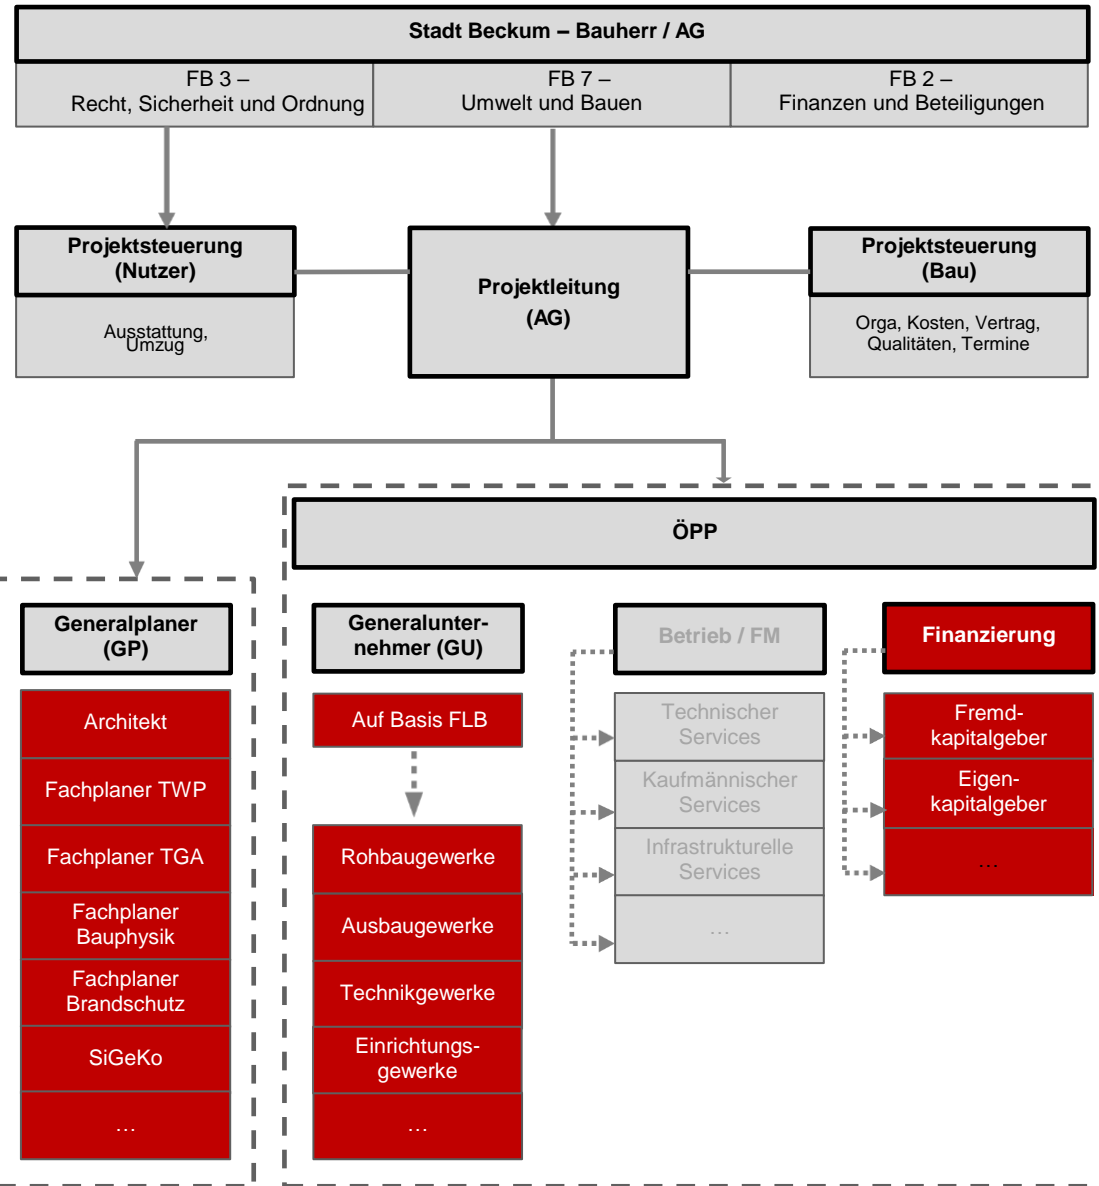 Stadt Beckum – Bauherr / AG
FB 3 –
Recht, Sicherheit und Ordnung
FB 7 –
Umwelt und Bauen
FB 2 –
Finanzen und Beteiligungen
Projektsteuerung
(Nutzer)
Ausstattung,
Umzug
Projektleitung
(AG)
Projektsteuerung
(Bau)
Orga, Kosten, Vertrag,
Qualitäten, Termine
ÖPP
Generalplaner
(GP)
Architekt
Fachplaner TWP
Fachplaner TGA
Fachplaner
Bauphysik
Fachplaner
Brandschutz
SiGeKo
...
Generalunter-
nehmer (GU)
Auf Basis FLB
Rohbaugewerke
Ausbaugewerke
Technikgewerke
Einrichtungs-
gewerke
...
Betrieb / FM
Technischer
Services
Kaufmännischer
Services
Infrastrukturelle
Services
...
Finanzierung
Fremd-
kapitalgeber
Eigen-
kapitalgeber
...